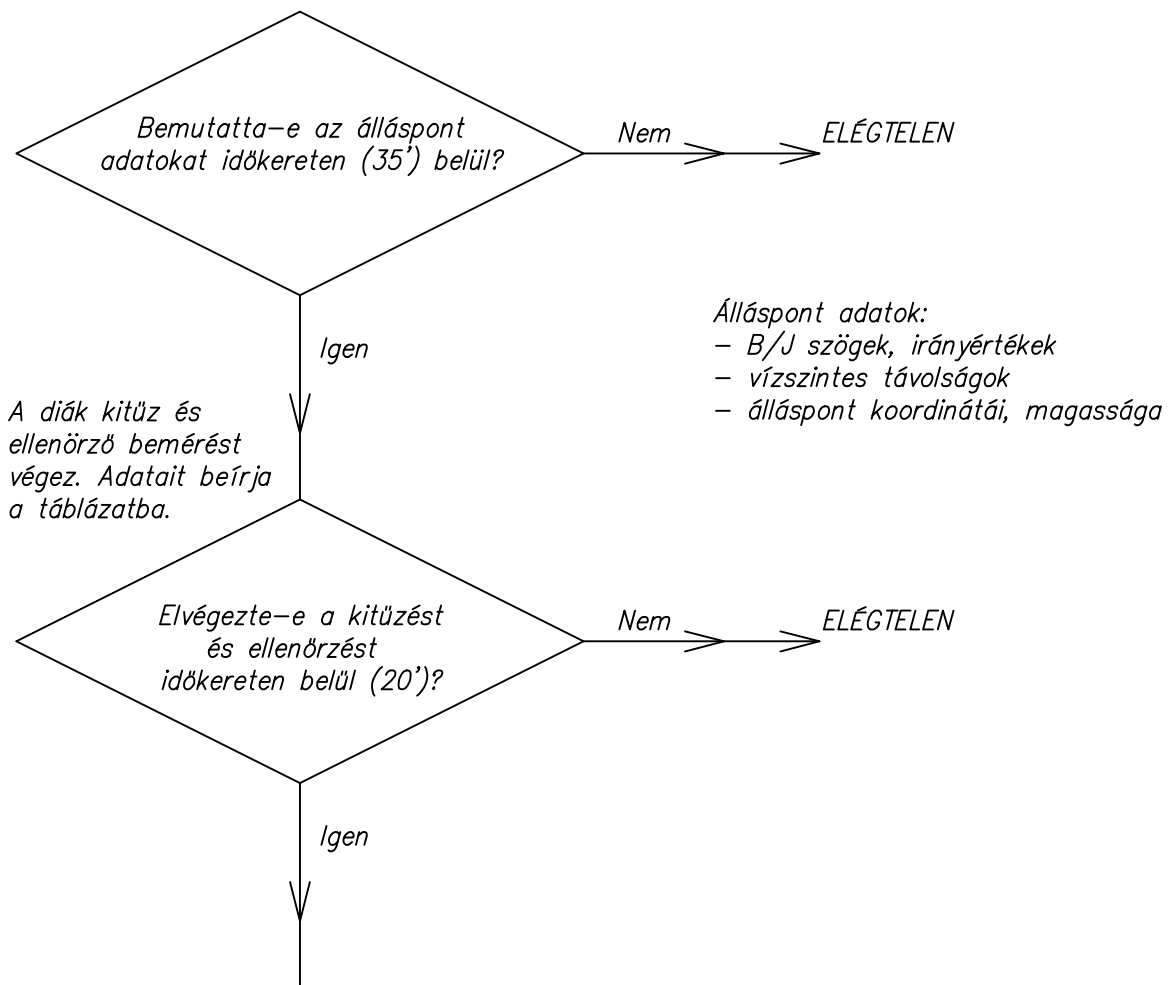 Bemutatta-e az álláspont
adatokat időkereten (35') belül?
Nem
ELÉGTELEN
Igen
Álláspont adatok:
- B/J szögek, irányértékek
- vízszintes távolságok
- álláspont koordinátái, magassága
A diák kitűz és
ellenörző bemérést
végez. Adatait beírja
a táblázatba.
Elvégezte-e a kitűzést
és ellenörzést
időkereten belül (20')?
Nem
ELÉGTELEN
Igen